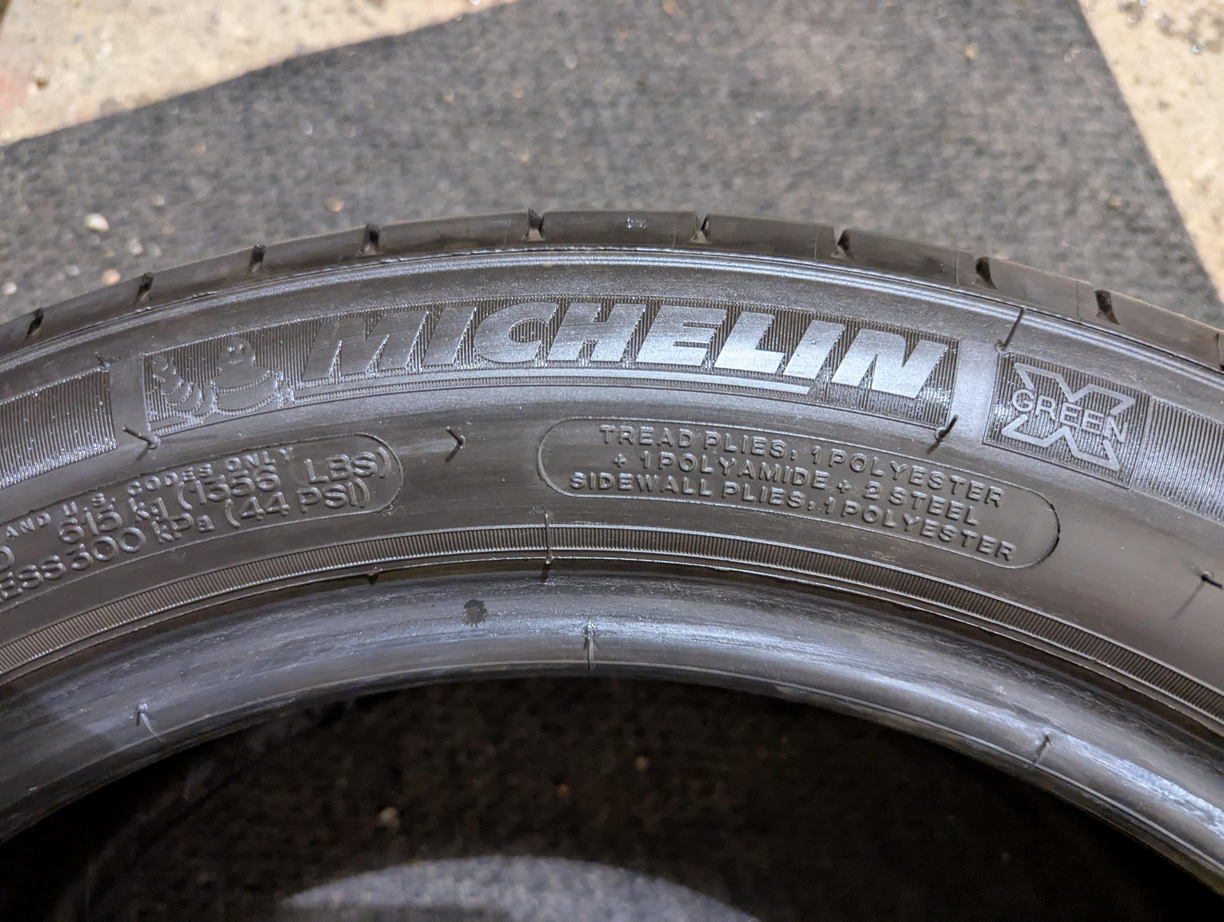 MICHELIN
GREEN X
AND U.S. CODES ONLY
615 kg (1356 LBS)
300 kPa (44 PSI)
TREAD PLIES: 1 POLYESTER
+ 1 POLYAMIDE + 2 STEEL
SIDEWALL PLIES: 1 POLYESTER